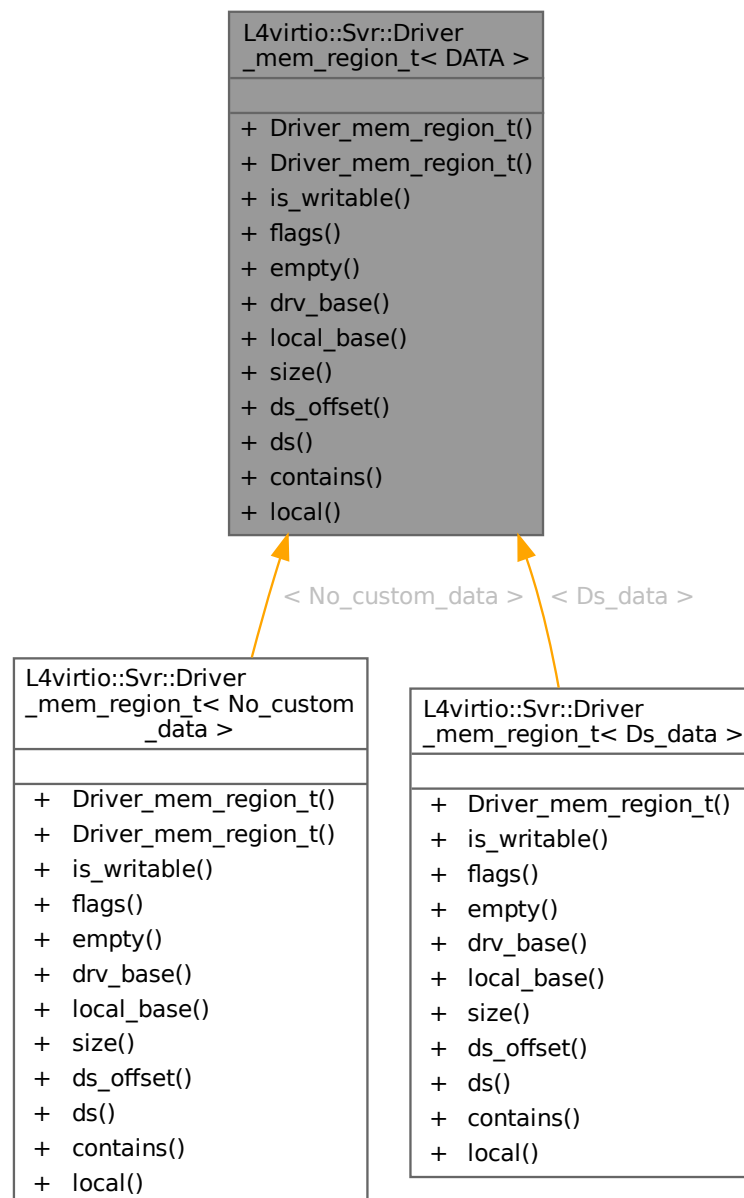 L4virtio::Svr::Driver
_mem_region_t< DATA >
+ Driver_mem_region_t()
+ Driver_mem_region_t()
+ is_writable()
+ flags()
+ empty()
+ drv_base()
+ local_base()
+ size()
+ ds_offset()
+ ds()
+ contains()
+ local()
< No_custom_data >
< Ds_data >
L4virtio::Svr::Driver
_mem_region_t< No_custom
_data >
+ Driver_mem_region_t()
+ Driver_mem_region_t()
+ is_writable()
+ flags()
+ empty()
+ drv_base()
+ local_base()
+ size()
+ ds_offset()
+ ds()
+ contains()
+ local()
L4virtio::Svr::Driver
_mem_region_t< Ds_data >
+ Driver_mem_region_t()
+ is_writable()
+ flags()
+ empty()
+ drv_base()
+ local_base()
+ size()
+ ds_offset()
+ ds()
+ contains()
+ local()